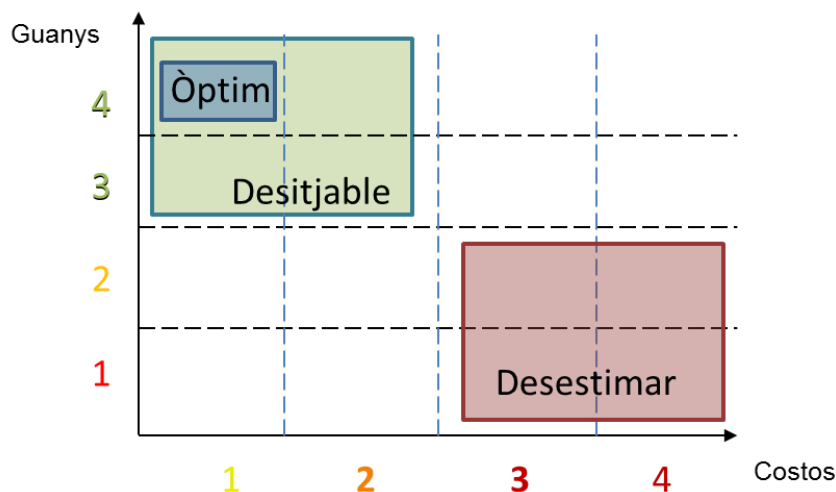 Guanys
Òptim
4
Desitjable
3
2
Desestimar
1
1 2 3 4
Costos